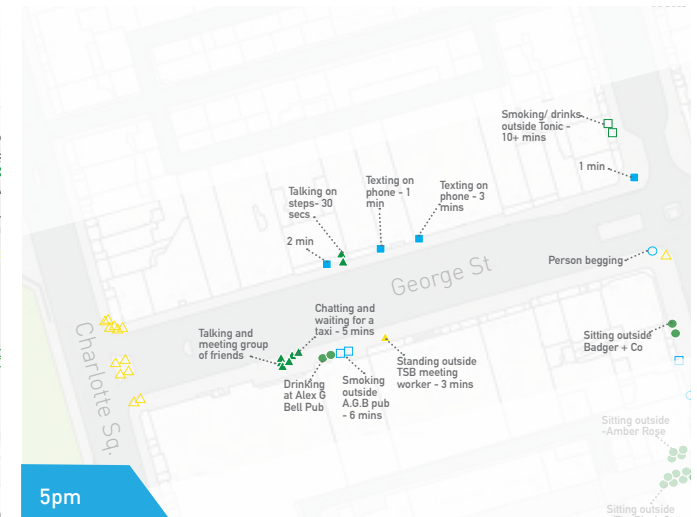 Smoking/ drinks
outside Tonic -
10+ mins
1 min
Texting on
phone - 1
min
Texting on
phone - 3
mins
Talking on
steps- 30
secs
2 min
George St
Person begging
Chatting and
waiting for a
taxi - 5 mins
Talking and
meeting group
of friends
Sitting outside
Badger + Co
Charlotte Sq.
Standing outside
TSB meeting
worker - 3 mins
Drinking
at Alex G
Bell Pub
Smoking
outside
A.G.B pub
- 6 mins
Sitting outside
-Amber Rose
Sitting outside
5pm